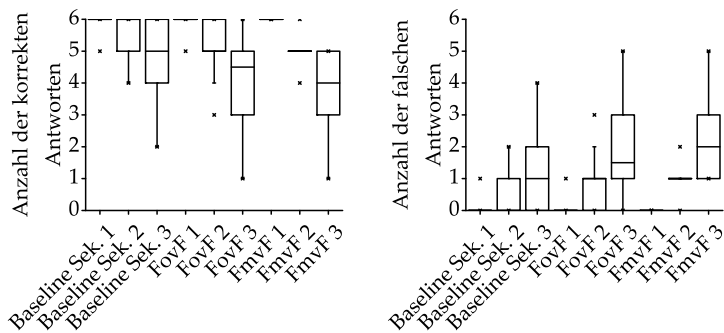 Anzahl der korrekten
Antworten
6
5
4
3
2
1
0
Baseline Sek. 1
Baseline Sek. 2
Baseline Sek. 3
FovF 1
FovF 2
FovF 3
FmvF 1
FmvF 2
FmvF 3
Anzahl der falschen
Antworten
6
5
4
3
2
1
0
Baseline Sek. 1
Baseline Sek. 2
Baseline Sek. 3
FovF 1
FovF 2
FovF 3
FmvF 1
FmvF 2
FmvF 3